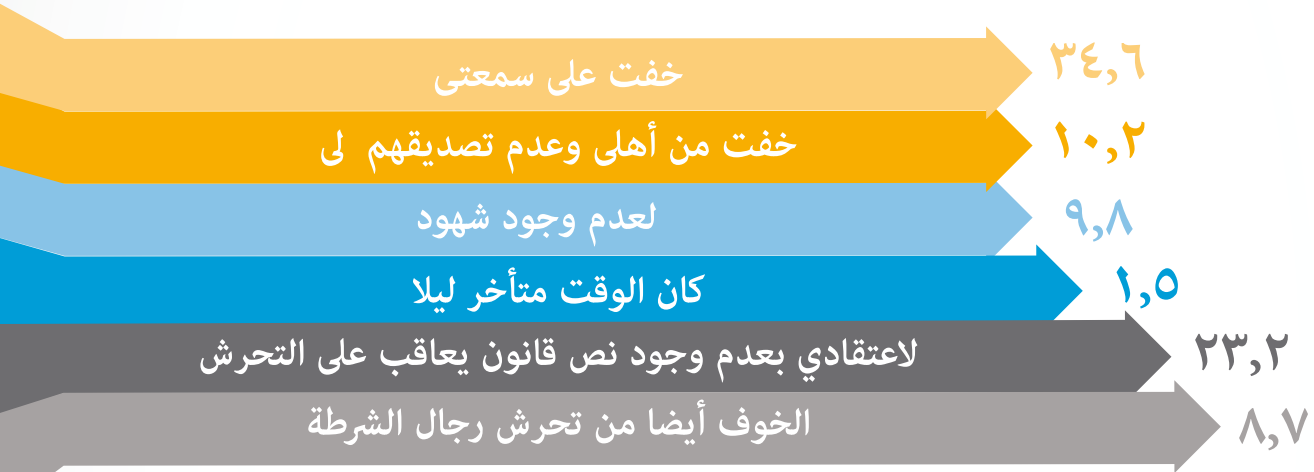 خفت على سمعتى ٣٤,٦
خفت من أهلى وعدم تصديقهم لى ١٠,٢
لعدم وجود شهود ٩,٨
كان الوقت متأخر ليلا ١,٥
لاعتقادي بعدم وجود نص قانون يعاقب على التحرش ٢٣,٢
الخوف أيضا من تحرش رجال الشرطة ٨,٧